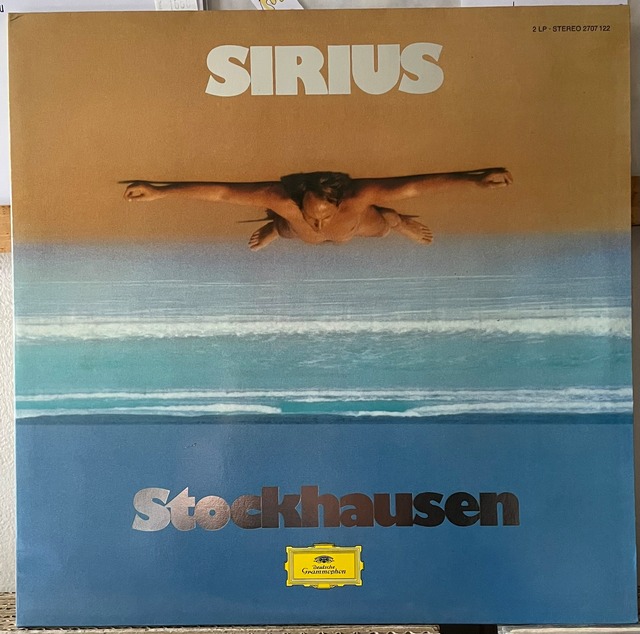 2 LP · STEREO 2707 122
SIRIUS
Stockhausen
Deutsche
Grammophon